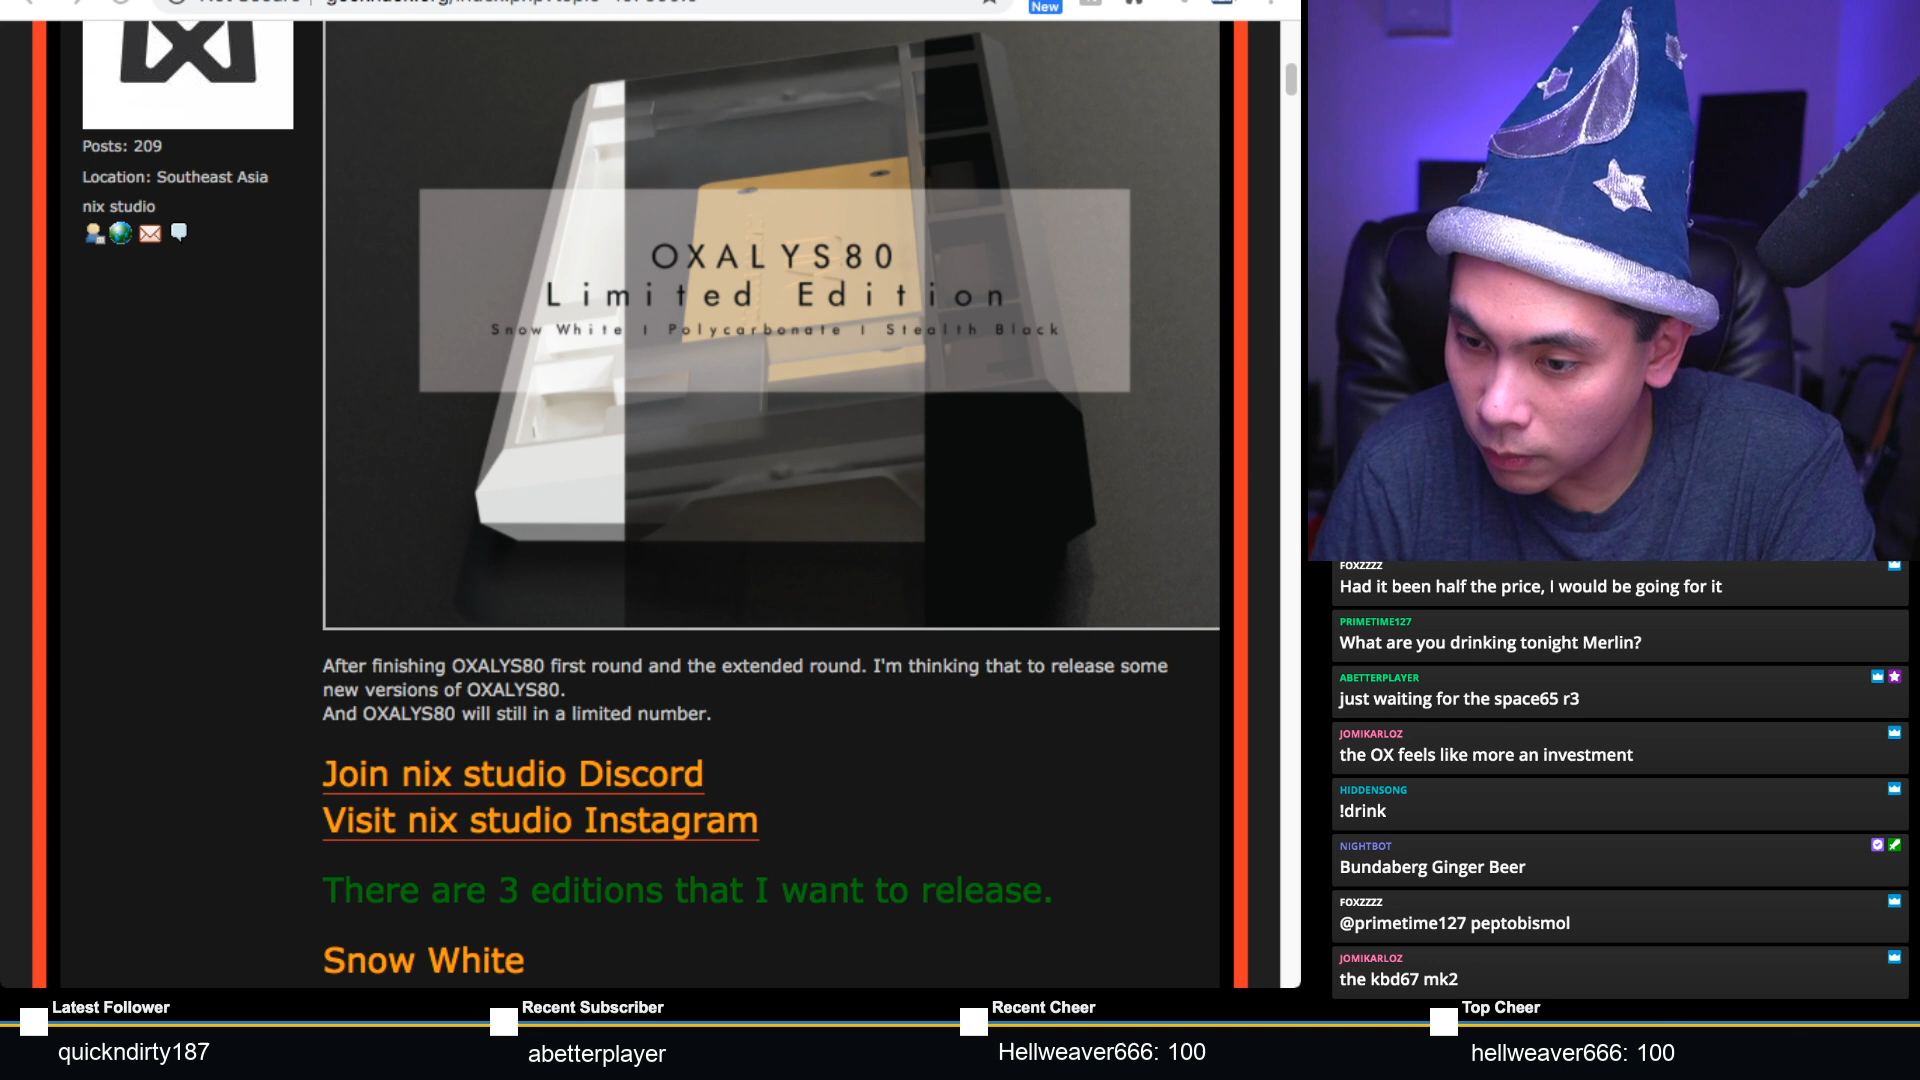 New
Posts: 209
Location: Southeast Asia
nix studio
OXALYS80
Limited Edition
Snow White | Polycarbonate | Stealth Black
After finishing OXALYS80 first round and the extended round. I'm thinking that to release some
new versions of OXALYS80.
And OXALYS80 will still in a limited number.
Join nix studio Discord
Visit nix studio Instagram
There are 3 editions that I want to release.
Snow White
FOXZZZZ
Had it been half the price, I would be going for it
PRIMETIME127
What are you drinking tonight Merlin?
ABETTERPLAYER
just waiting for the space65 r3
JOMIKARLOZ
the OX feels like more an investment
HIDDENSONG
!drink
NIGHTBOT
Bundaberg Ginger Beer
FOXZZZZ
@primetime127 peptobismol
JOMIKARLOZ
the kbd67 mk2
Latest Follower
quickndirty187
Recent Subscriber
abetterplayer
Recent Cheer
Hellweaver666: 100
Top Cheer
hellweaver666: 100